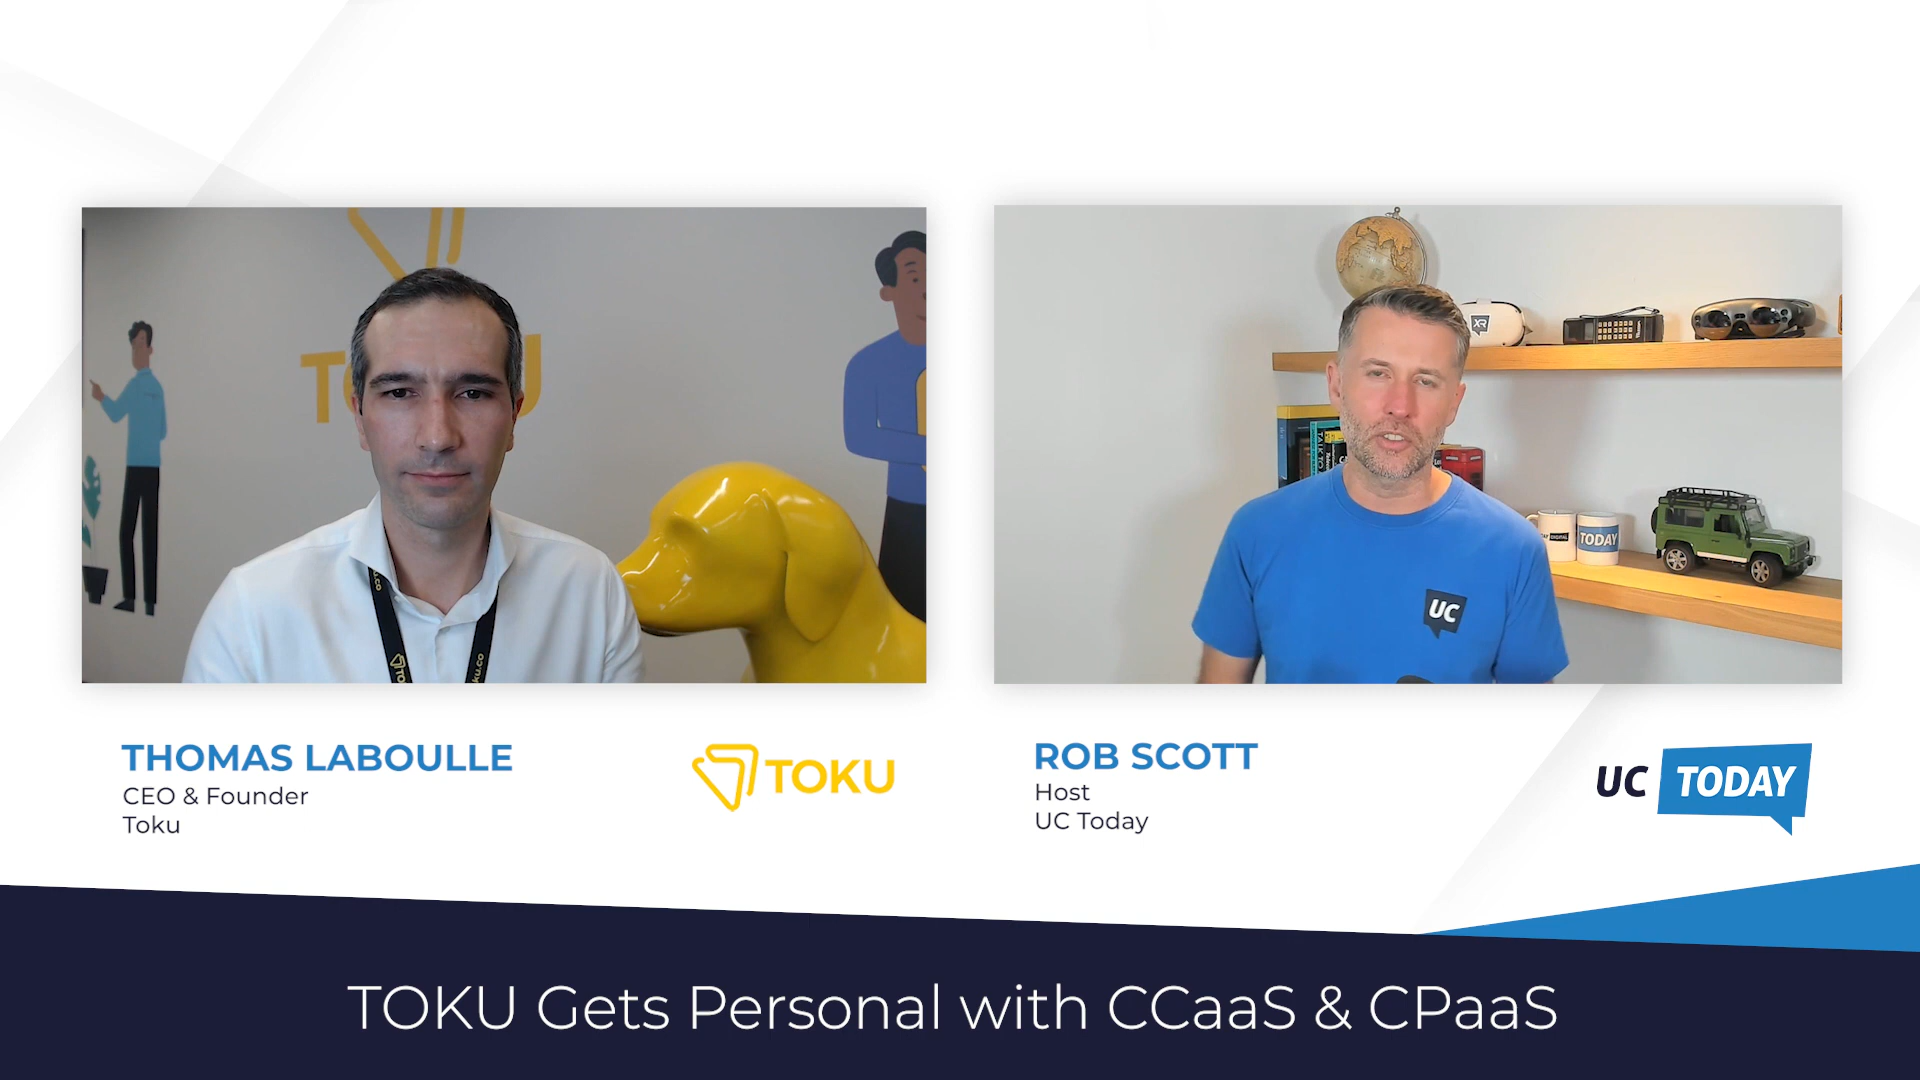 XR
TODAY
UC
THOMAS LABOULLE
CEO & Founder
Toku
TOKU
ROB SCOTT
Host
UC Today
UC TODAY
TOKU Gets Personal with CCaaS & CPaaS